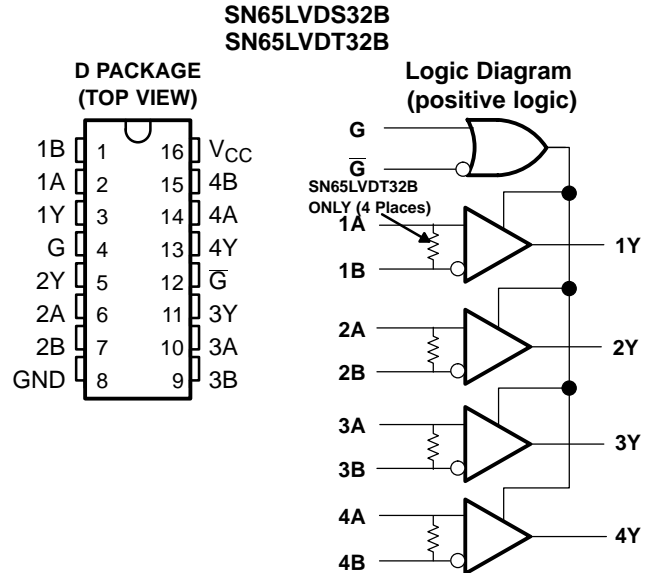 SN65LVDS32B
SN65LVDT32B
D PACKAGE
(TOP VIEW)
1B 1 16 VCC
1A 2 15 4B
1Y 3 14 4A
G 4 13 4Y
2Y 5 12 G̅
2A 6 11 3Y
2B 7 10 3A
GND 8 9 3B
Logic Diagram
(positive logic)
G
G̅
SN65LVDT32B
ONLY (4 Places)
1A
1Y
1B
2A
2Y
2B
3A
3Y
3B
4A
4Y
4B